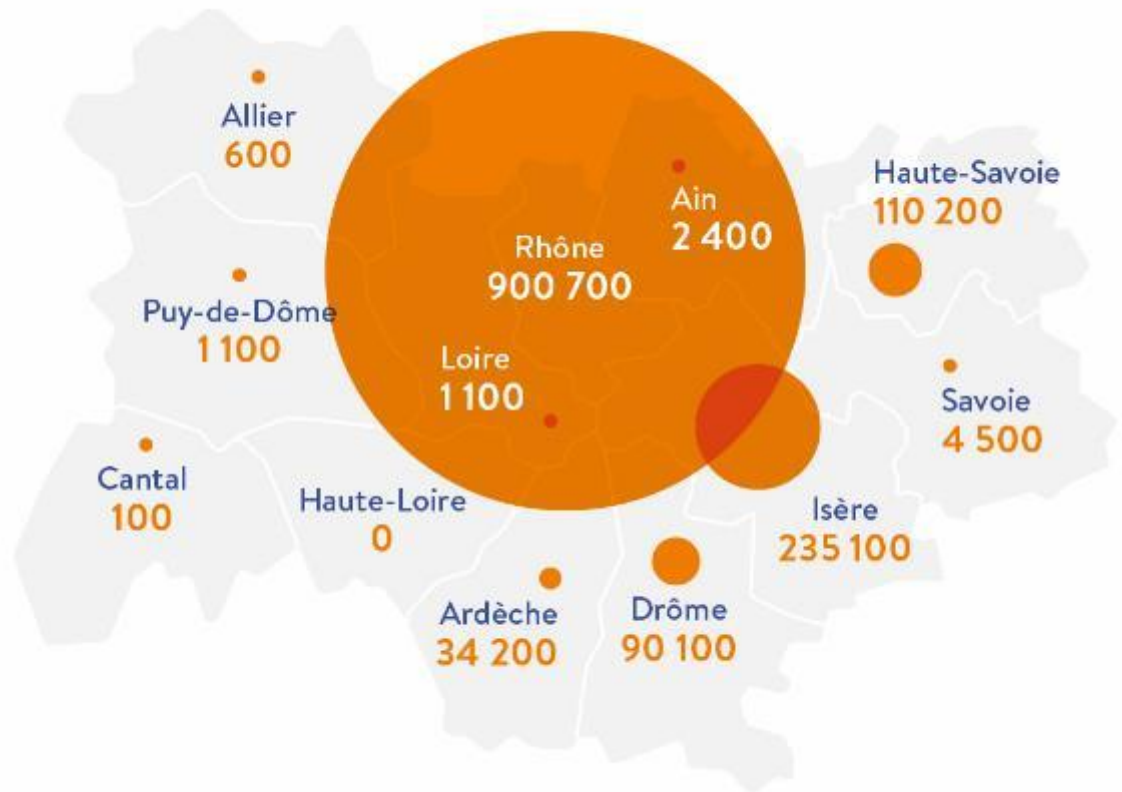 Allier
600
Haute-Savoie
110 200
Ain
2 400
Rhône
900 700
Puy-de-Dôme
1 100
Loire
1 100
Savoie
4 500
Cantal
100
Haute-Loire
0
Isère
235 100
Ardèche
34 200
Drôme
90 100